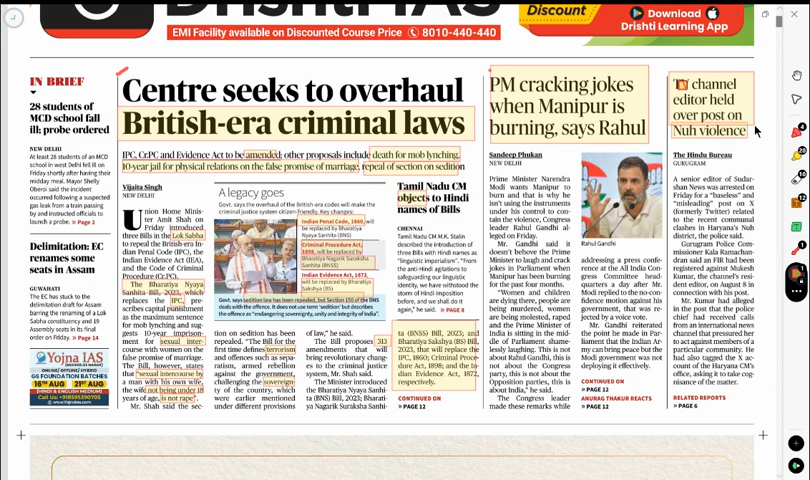 Drishti IAS
EMI Facility available on Discounted Course Price 8010-440-440
Discount
Download
Drishti Learning App
IN BRIEF
28 students of
MCD school fall
ill; probe ordered
NEW DELHI
At least 28 students of an MCD
school in west Delhi fell ill on
Friday shortly after having their
midday meal. Mayor Shelly
Oberoi said the incident
occurred following a suspected
gas leak from a train passing
by and instructed officials to
launch a probe. » Page 2
Delimitation: EC
renames some
seats in Assam
GUWAHATI
The EC has stuck to the
delimitation draft for Assam
barring the renaming of a Lok
Sabha constituency and 19
Assembly seats in its final
order on Friday. » Page 14
Yojna IAS
GS FOUNDATION BATCHES
16TH AUG 21ST AUG
HINDI & ENGLISH MEDIUM
Call Us: +918595390705
Centre seeks to overhaul
British-era criminal laws
IPC, CrPC and Evidence Act to be amended; other proposals include death for mob lynching,
10-year jail for physical relations on the false promise of marriage, repeal of section on sedition
Vijaita Singh
NEW DELHI
Union Home Minis-
ter Amit Shah on
Friday introduced
three Bills in the Lok Sabha
to repeal the British-era In-
dian Penal Code (IPC), the
Indian Evidence Act (IEA),
and the Code of Criminal
Procedure (CrPC).
The Bharatiya Nyaya
Sanhita Bill, 2023, which
replaces the IPC, pre-
scribes capital punishment
as the maximum sentence
for mob lynching and sug-
gests 10-year imprison-
ment for sexual inter-
course with women on the
false promise of marriage.
The Bill, however, states
that "sexual intercourse by
a man with his own wife,
the wife not being under 18
years of age, is not rape".
Mr. Shah said the sec-
A legacy goes
Govt. says the overhaul of the British-era laws will make the
criminal justice system citizen-friendly. Key changes:
Indian Penal Code, 1860, will
be replaced by Bharatiya
Nyaya Sanhita (BNS)
Criminal Procedure Act,
1898, will be replaced by
Bharatiya Nagarik Suraksha
Sanhita (BNSS)
Indian Evidence Act, 1872,
will be replaced by
Bharatiya Sakshya (BS)
Govt. says sedition law has been repealed, but Section 150 of the BNS
deals with the offence. It does not use the term "sedition" but describes
the offence as "endangering sovereignty, unity and integrity of India".
tion on sedition has been
repealed. "The Bill for the
first time defines terrorism
and offences such as separa-
tism, armed rebellion
against the government,
challenging the sovereign-
ty of the country, which
were earlier mentioned
under different provisions
of law," he said.
The Bill proposes 313
amendments that will
bring revolutionary chang-
es to the criminal justice
system, Mr. Shah said.
The Minister introduced
the Bharatiya Nyaya Sanhi-
ta (BNS) Bill, 2023; Bharati-
ya Nagarik Suraksha Sanhi-
Tamil Nadu CM
objects to Hindi
names of Bills
CHENNAI
Tamil Nadu CM M.K. Stalin
described the introduction of
three Bills with Hindi names as
"linguistic imperialism". "From
the anti-Hindi agitations to
safeguarding our linguistic
identity, we have withstood the
storm of Hindi imposition
before, and we shall do it
again," he said. » PAGE 8
ta (BNSS) Bill, 2023; and
Bharatiya Sakshya (BS) Bill,
2023, that will replace the
IPC, 1860; Criminal Proce-
dure Act, 1898; and the In-
dian Evidence Act, 1872,
respectively.
CONTINUED ON
» PAGE 12
PM cracking jokes
when Manipur is
burning, says Rahul
Sandeep Phukan
NEW DELHI
Prime Minister Narendra
Modi wants Manipur to
burn and that is why he
isn't using the instruments
under his control to con-
tain the violence, Congress
leader Rahul Gandhi al-
leged on Friday.
Mr. Gandhi said it
doesn't behove the Prime
Minister to laugh and crack
jokes in Parliament when
Manipur has been burning
for the past four months.
"Women and children
are dying there, people are
being murdered, women
are being molested, raped
and the Prime Minister of
India is sitting in the mid-
dle of Parliament shame-
lessly laughing. This is not
about Rahul Gandhi, this is
not about the Congress
party, this is not about the
Opposition parties, this is
about India," he said.
The Congress leader
made these remarks while
Rahul Gandhi
addressing a press confe-
rence at the All India Con-
gress Committee head-
quarters a day after Mr.
Modi replied to the no-con-
fidence motion against his
government, that was re-
jected by a voice vote.
Mr. Gandhi reiterated
the point he made in Par-
liament that the Indian Ar-
my can bring peace but the
Modi government was not
deploying it effectively.
CONTINUED ON
» PAGE 12
ANURAG THAKUR REACTS
» PAGE 12
TV channel
editor held
over post on
Nuh violence
The Hindu Bureau
GURUGRAM
A senior editor of Sudar-
shan News was arrested on
Friday for a "baseless" and
"misleading" post on X
(formerly Twitter) related
to the recent communal
clashes in Haryana's Nuh
district, the police said.
Gurugram Police Com-
missioner Kala Ramachan-
dran said an FIR had been
registered against Mukesh
Kumar, the channel's resi-
dent editor, on August 8 in
connection with his post.
Mr. Kumar had alleged
in the post that the police
chief had received calls
from an international news
channel that pressured her
to act against members of a
particular community. He
had also tagged the X ac-
count of the Haryana CM's
office, asking it to take cog-
nisance of the matter.
RELATED REPORTS
» PAGE 6